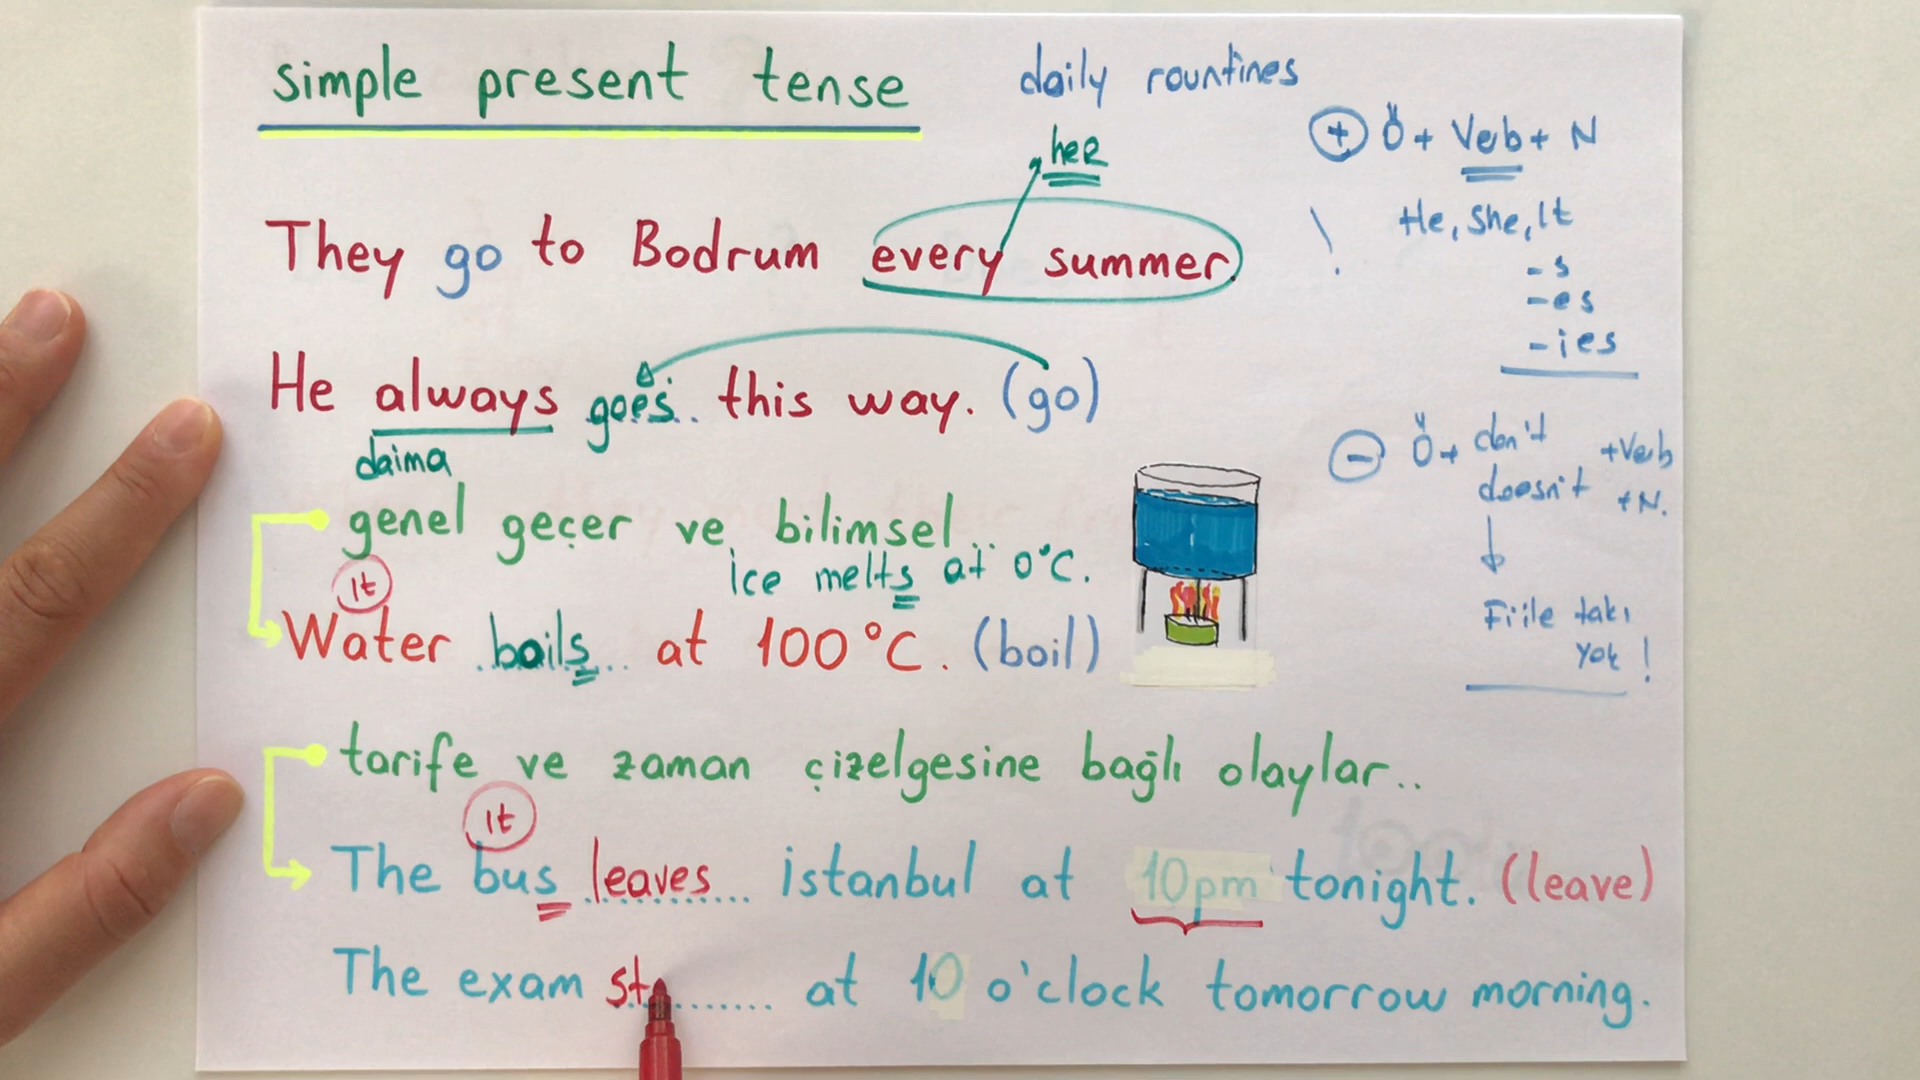 simple present tense
daily rountines
her
They go to Bodrum every summer.
He always goes.. this way. (go)
daima
genel geçer ve bilimsel..
ice melts at 0°C.
It
Water ..boils.... at 100°C. (boil)
tarife ve zaman çizelgesine bağlı olaylar..
It
The bus leaves... istanbul at 10pm tonight. (leave)
The exam st......... at 10 o'clock tomorrow morning.
+ Ö + Verb + N
! He, She, It
-s
-es
-ies
- Ö + don't +Verb
doesn't +N.
Fiile takı
yok !